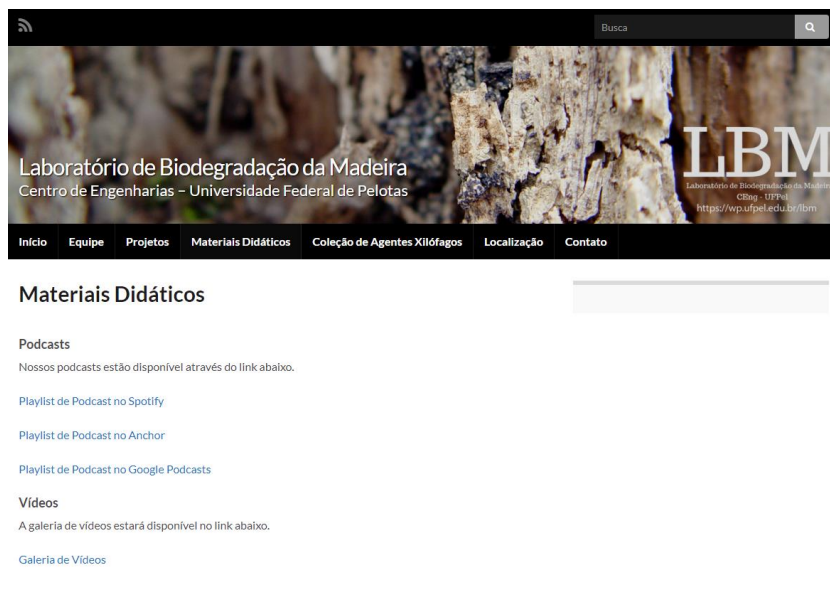 Busca
Laboratório de Biodegradação da Madeira
Centro de Engenharias – Universidade Federal de Pelotas
LBM
Laboratório de Biodegradação da Madeira
CEng - UFPel
https://wp.ufpel.edu.br/lbm
Início Equipe Projetos Materiais Didáticos Coleção de Agentes Xilófagos Localização Contato
Materiais Didáticos
Podcasts
Nossos podcasts estão disponível através do link abaixo.
Playlist de Podcast no Spotify
Playlist de Podcast no Anchor
Playlist de Podcast no Google Podcasts
Vídeos
A galeria de vídeos estará disponível no link abaixo.
Galeria de Vídeos